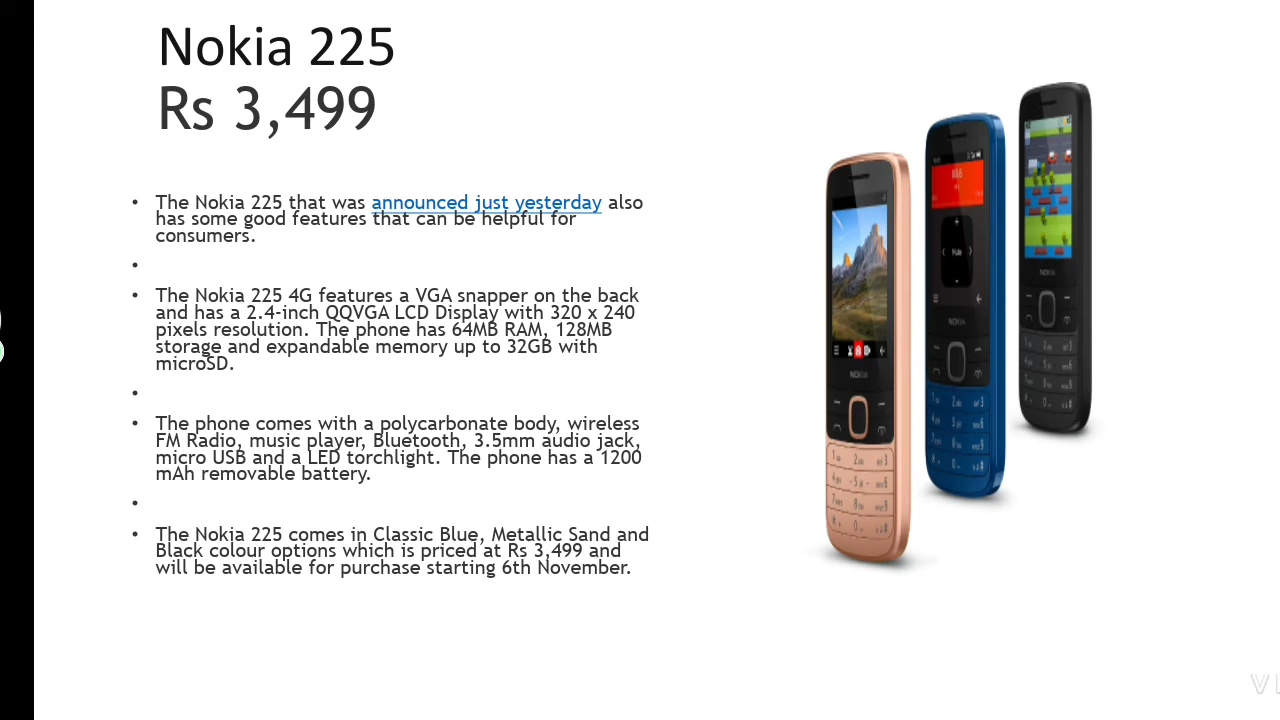 Nokia 225
Rs 3,499
• The Nokia 225 that was announced just yesterday also
has some good features that can be helpful for
consumers.
•
• The Nokia 225 4G features a VGA snapper on the back
and has a 2.4-inch QQVGA LCD Display with 320 x 240
pixels resolution. The phone has 64MB RAM, 128MB
storage and expandable memory up to 32GB with
microSD.
•
• The phone comes with a polycarbonate body, wireless
FM Radio, music player, Bluetooth, 3.5mm audio jack,
micro USB and a LED torchlight. The phone has a 1200
mAh removable battery.
•
• The Nokia 225 comes in Classic Blue, Metallic Sand and
Black colour options which is priced at Rs 3,499 and
will be available for purchase starting 6th November.
88.6
Mute
NOKIA
NOKIA
NOKIA